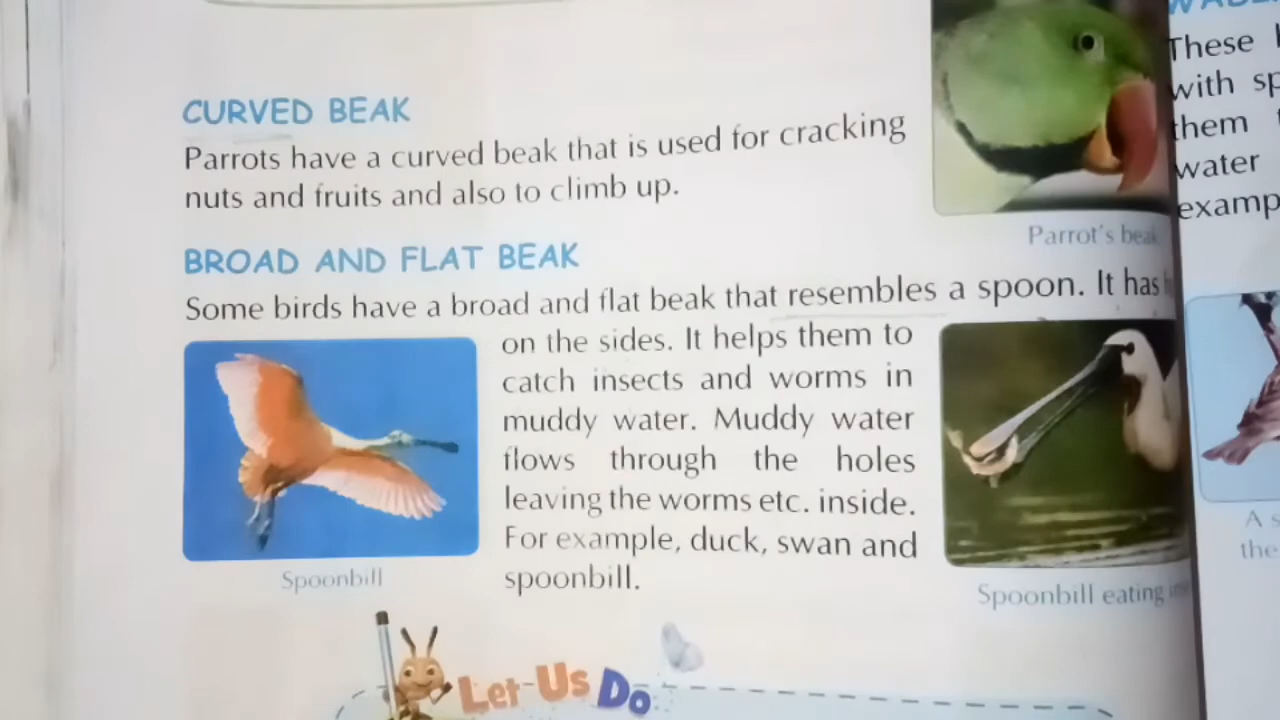 CURVED BEAK
Parrots have a curved beak that is used for cracking
nuts and fruits and also to climb up.
Parrot's
BROAD AND FLAT BEAK
Some birds have a broad and flat beak that resembles a spoon. It has
on the sides. It helps them to
catch insects and worms in
muddy water. Muddy water
flows through the holes
leaving the worms etc. inside.
For example, duck, swan and
spoonbill.
Spoonbill
Spoonbill eating
Let Us Do
These
with
them
water
A
the